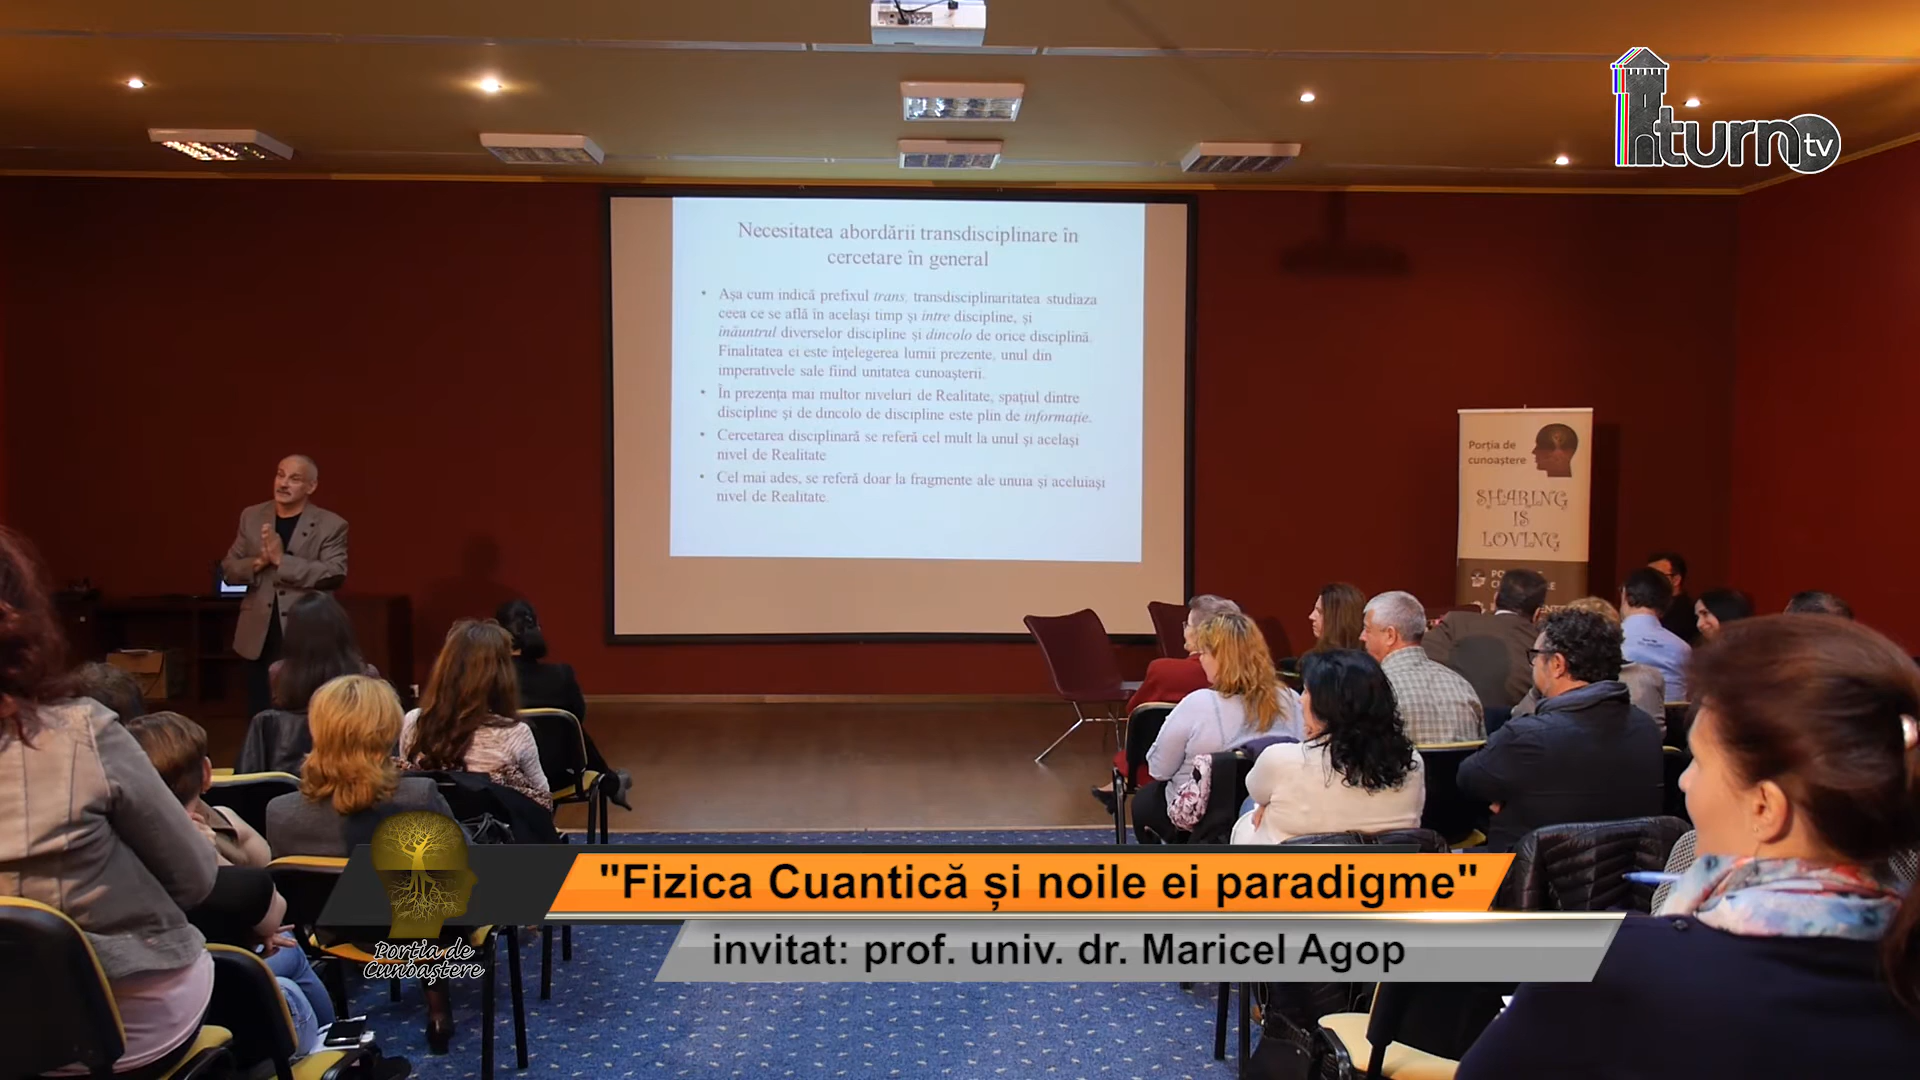 turn tv
Necesitatea abordării transdisciplinare în
cercetare în general
• Așa cum indică prefixul trans, transdisciplinaritatea studiaza
ceea ce se află în același timp și intre discipline, și
inăuntrul diverselor discipline și dincolo de orice disciplină.
Finalitatea ei este înțelegerea lumii prezente, unul din
imperativele sale fiind unitatea cunoașterii.
• În prezența mai multor niveluri de Realitate, spațiul dintre
discipline și de dincolo de discipline este plin de informație.
• Cercetarea disciplinară se referă cel mult la unul și același
nivel de Realitate
• Cel mai ades, se referă doar la fragmente ale unuia și aceluiași
nivel de Realitate.
Porția de
cunoaștere
SHARING
IS
LOVING
"Fizica Cuantică și noile ei paradigme"
invitat: prof. univ. dr. Maricel Agop
Porția de
Cunoaștere